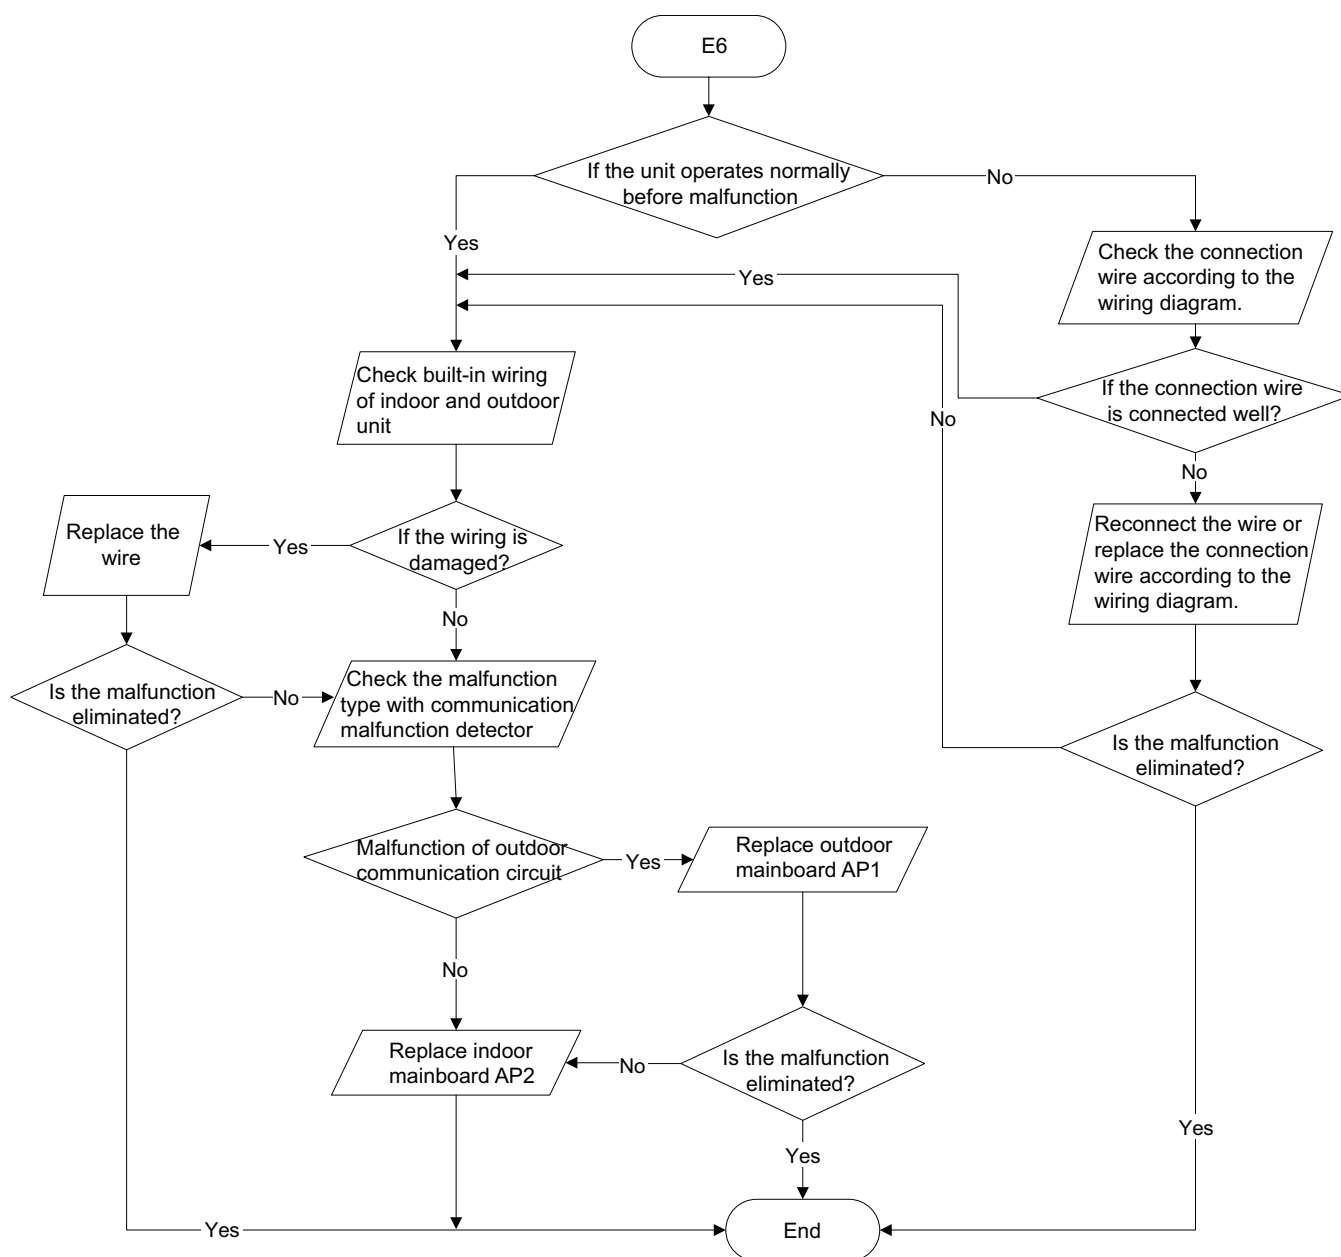 E6
If the unit operates normally
before malfunction
No
Yes
Check the connection
wire according to the
wiring diagram.
Yes
Check built-in wiring
of indoor and outdoor
unit
If the connection wire
is connected well?
No
No
Replace the
wire
Yes
If the wiring is
damaged?
Reconnect the wire or
replace the connection
wire according to the
wiring diagram.
No
Is the malfunction
eliminated?
No
Check the malfunction
type with communication
malfunction detector
Is the malfunction
eliminated?
Malfunction of outdoor
communication circuit
Yes
Replace outdoor
mainboard AP1
No
Replace indoor
mainboard AP2
No
Is the malfunction
eliminated?
Yes
Yes
Yes
End